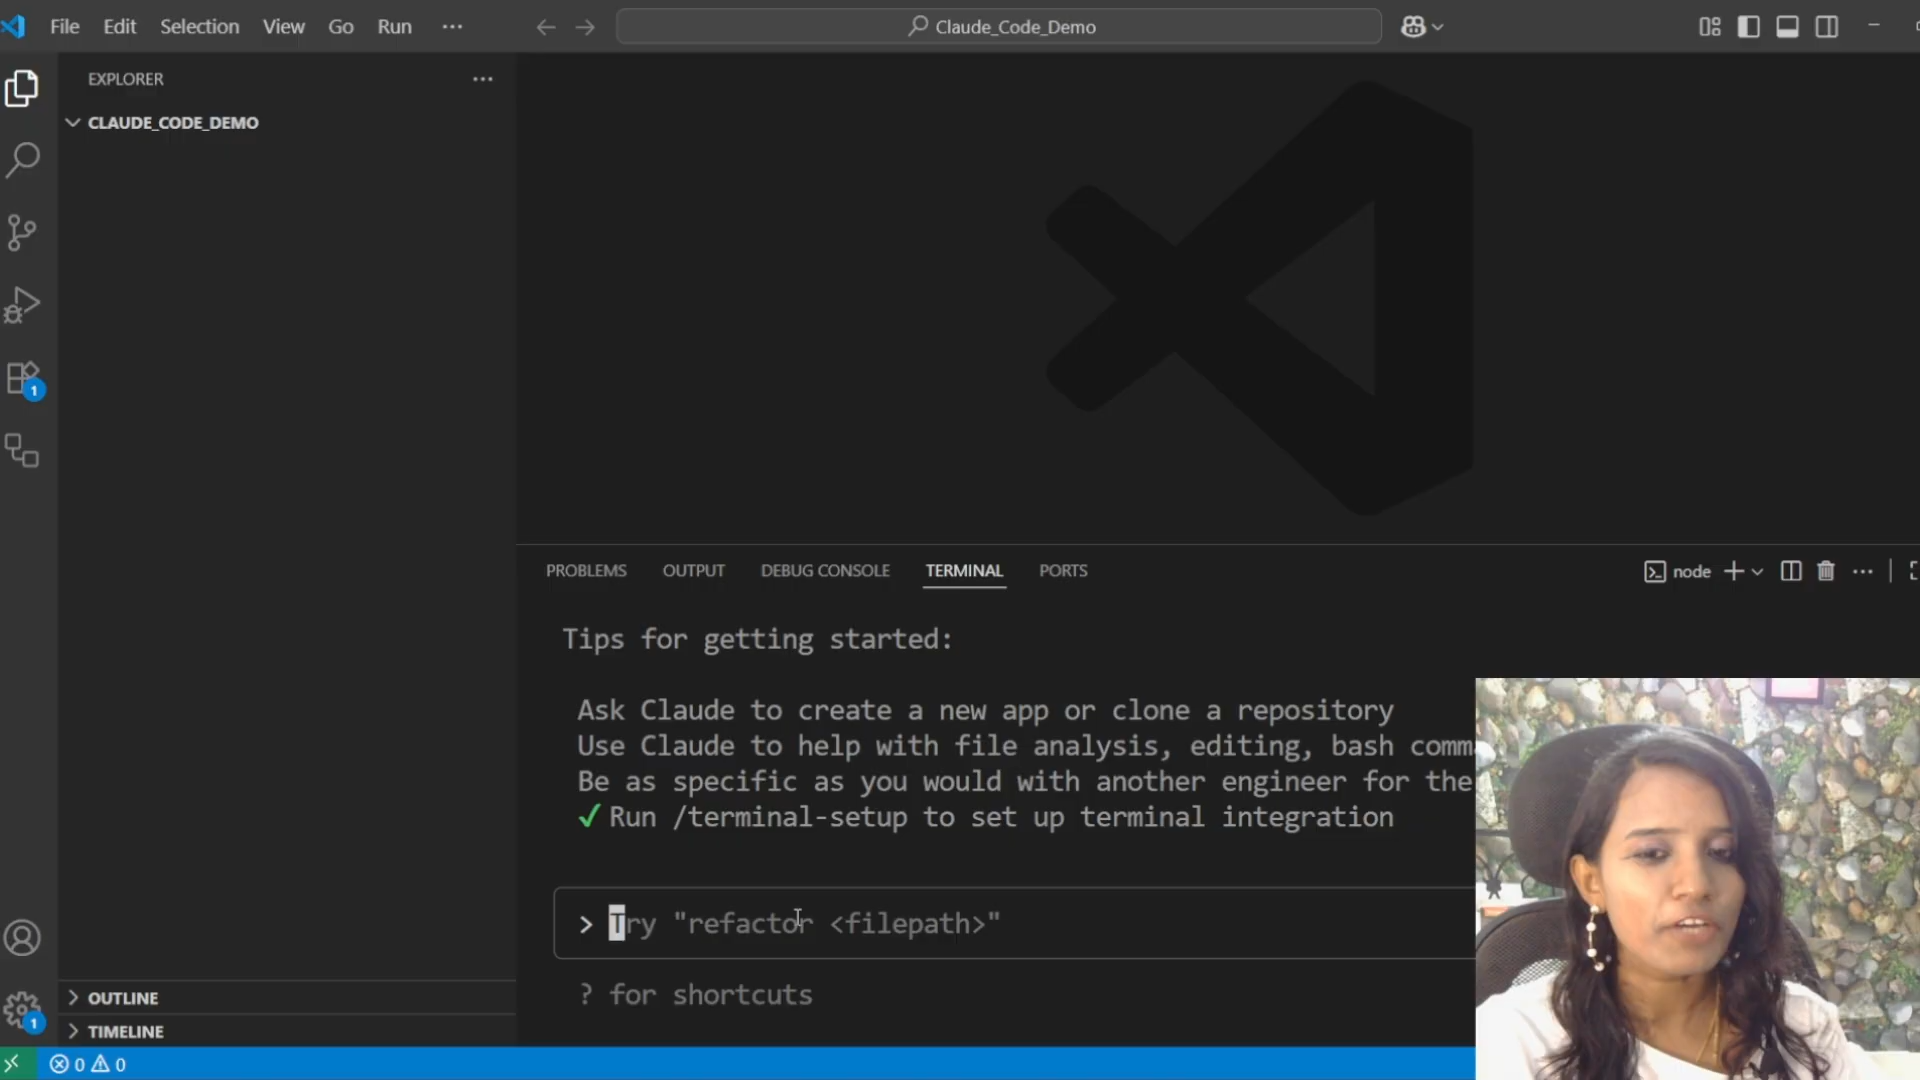 File Edit Selection View Go Run ···
Claude_Code_Demo
EXPLORER
CLAUDE_CODE_DEMO
1
OUTLINE
1
TIMELINE
0 0
PROBLEMS OUTPUT DEBUG CONSOLE TERMINAL PORTS
node
Tips for getting started:
Ask Claude to create a new app or clone a repository
Use Claude to help with file analysis, editing, bash comm
Be as specific as you would with another engineer for the
✓ Run /terminal-setup to set up terminal integration
> Try "refactor <filepath>"
? for shortcuts